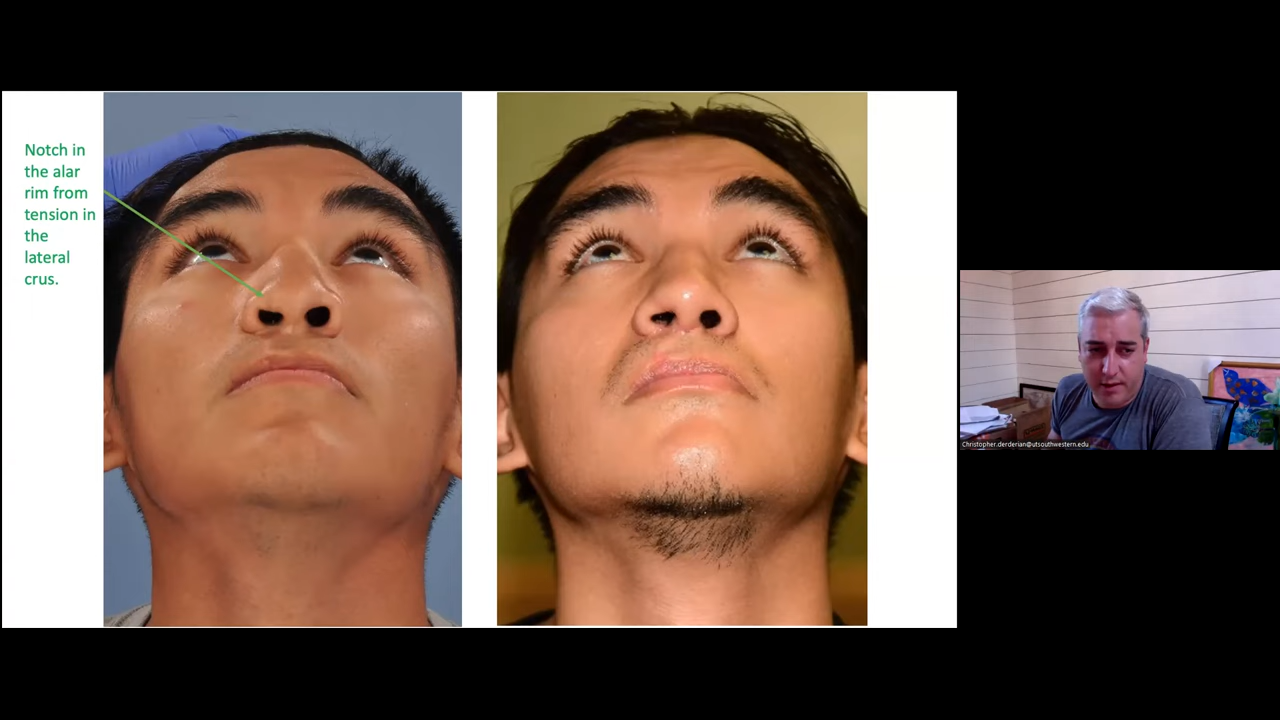 Notch in
the alar
rim from
tension in
the
lateral
crus.
Christopher.derderian@utsouthwestern.edu